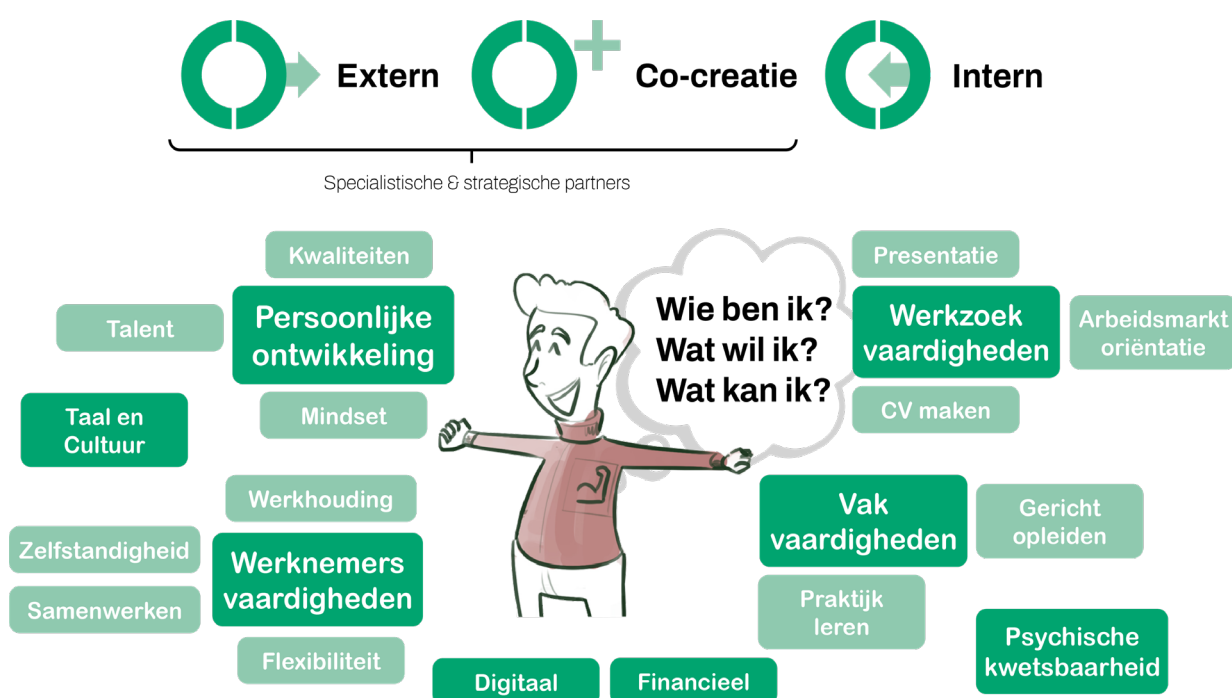 Extern
Co-creatie
Intern
Specialistische & strategische partners
Kwaliteiten
Talent
Persoonlijke
ontwikkeling
Mindset
Taal en
Cultuur
Wie ben ik?
Wat wil ik?
Wat kan ik?
Presentatie
Werkzoek
vaardigheden
Arbeidsmarkt
oriëntatie
CV maken
Werkhouding
Zelfstandigheid
Werknemers
vaardigheden
Samenwerken
Flexibiliteit
Vak
vaardigheden
Gericht
opleiden
Praktijk
leren
Psychische
kwetsbaarheid
Digitaal
Financieel